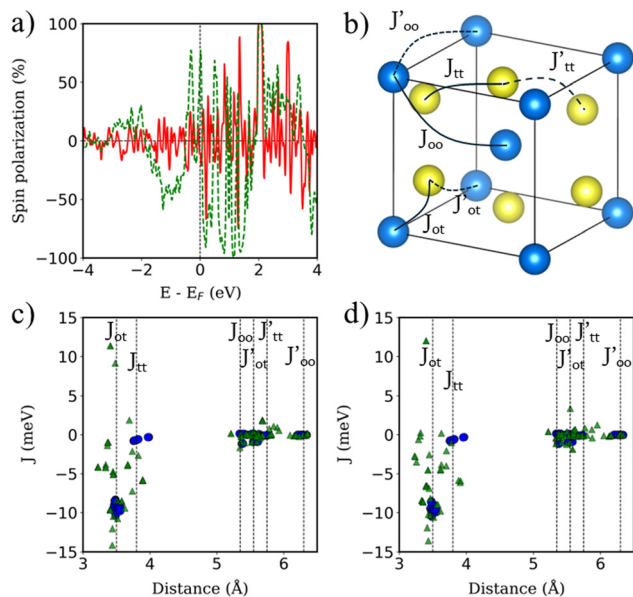 a)
Spin polarization (%)
100
50
0
−50
−100
−4
−2
0
2
4
E - E_F (eV)
b)
J'oo
Jtt
J'tt
Joo
Jot
J'ot
c)
J (meV)
15
10
5
0
−5
−10
−15
Jot
Jtt
Joo
J'tt
J'ot
J'oo
3
4
5
6
Distance (Å)
d)
J (meV)
15
10
5
0
−5
−10
−15
Jot
Jtt
Joo
J'tt
J'ot
J'oo
3
4
5
6
Distance (Å)